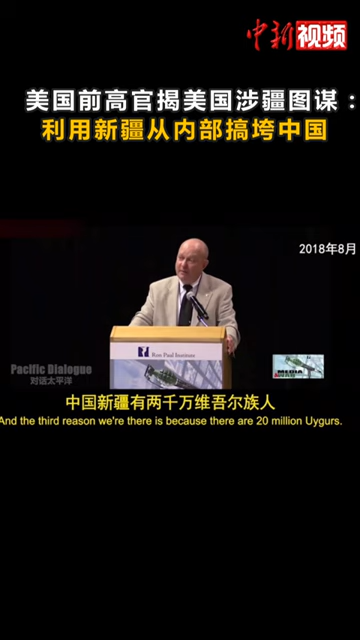 中新视频
美国前高官揭美国涉疆图谋：
利用新疆从内部搞垮中国
2018年8月
Ron Paul Institute
Pacific Dialogue
对话太平洋
MEDIA
中国新疆有两千万维吾尔族人
And the third reason we're there is because there are 20 million Uygurs.